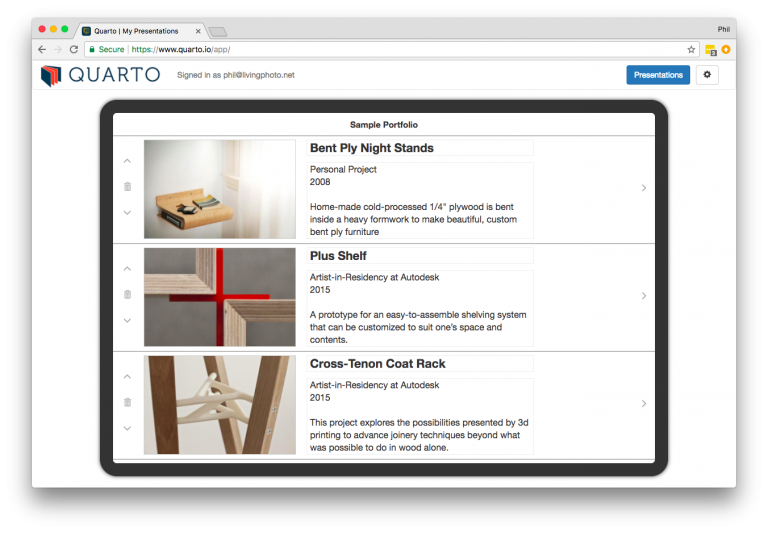 Quarto | My Presentations
Phil
Secure | https://www.quarto.io/app/
QUARTO
Signed in as phil@livingphoto.net
Presentations
Sample Portfolio
Bent Ply Night Stands
Personal Project
2008
Home-made cold-processed 1/4" plywood is bent
inside a heavy formwork to make beautiful, custom
bent ply furniture
Plus Shelf
Artist-in-Residency at Autodesk
2015
A prototype for an easy-to-assemble shelving system
that can be customized to suit one's space and
contents.
Cross-Tenon Coat Rack
Artist-in-Residency at Autodesk
2015
This project explores the possibilities presented by 3d
printing to advance joinery techniques beyond what
was possible to do in wood alone.